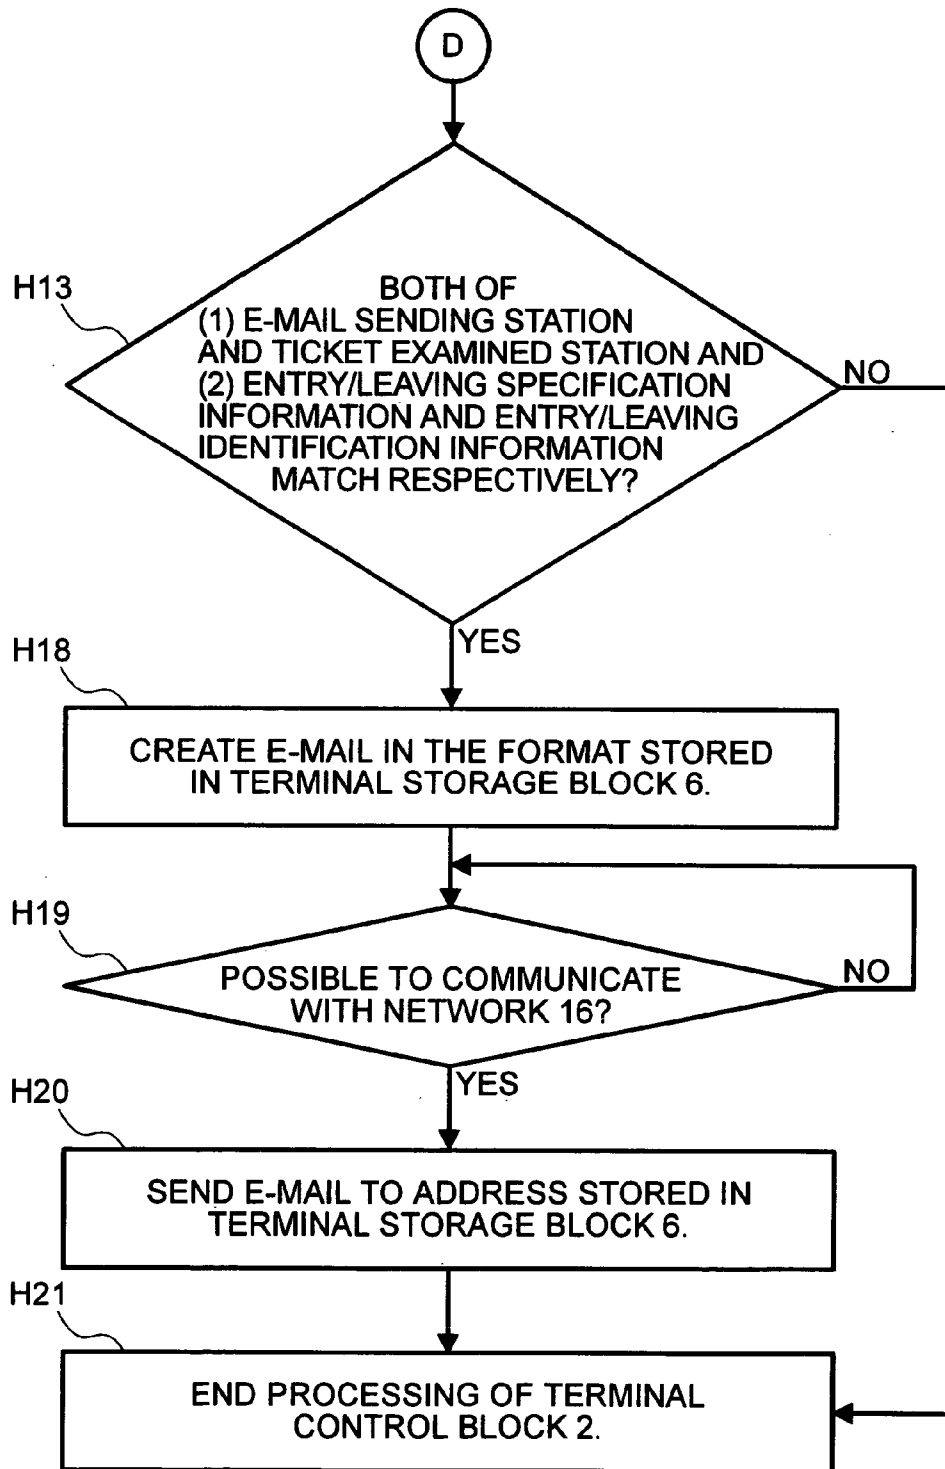 D
H13
BOTH OF
(1) E-MAIL SENDING STATION
AND TICKET EXAMINED STATION AND
(2) ENTRY/LEAVING SPECIFICATION
INFORMATION AND ENTRY/LEAVING
IDENTIFICATION INFORMATION
MATCH RESPECTIVELY?
NO
YES
H18
CREATE E-MAIL IN THE FORMAT STORED
IN TERMINAL STORAGE BLOCK 6.
H19
POSSIBLE TO COMMUNICATE
WITH NETWORK 16?
NO
YES
H20
SEND E-MAIL TO ADDRESS STORED IN
TERMINAL STORAGE BLOCK 6.
H21
END PROCESSING OF TERMINAL
CONTROL BLOCK 2.